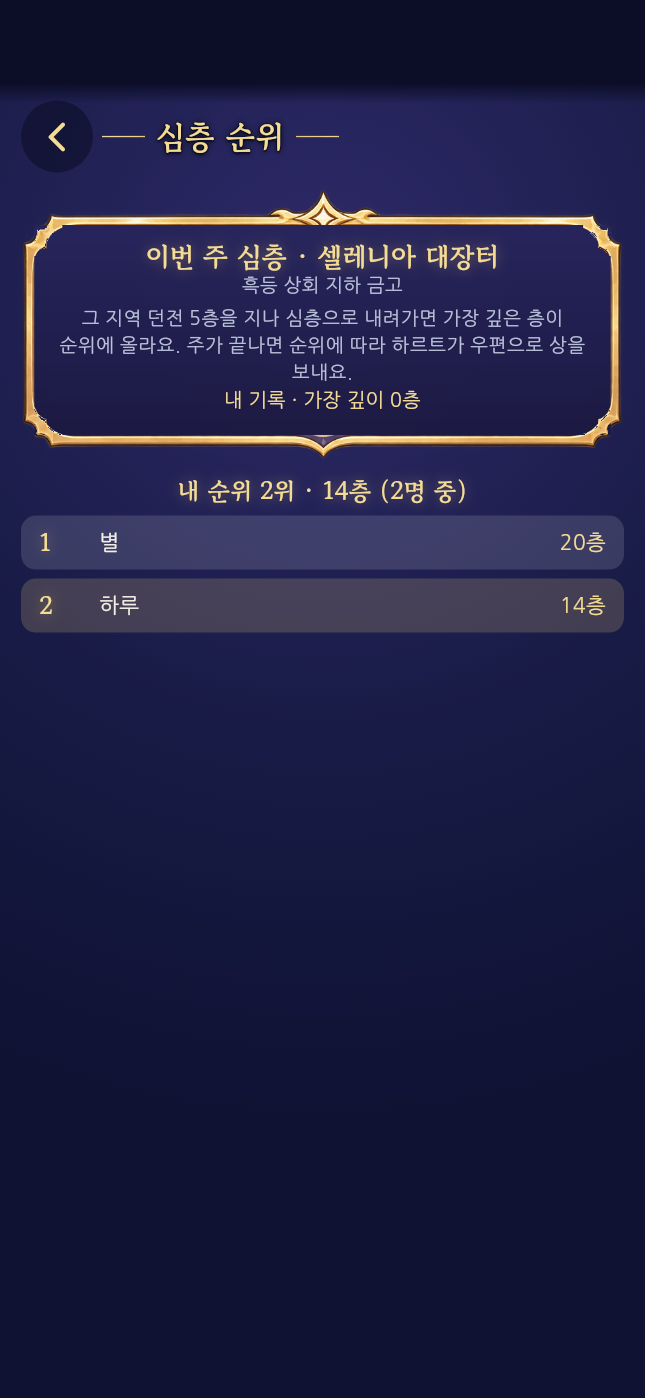 심층 순위
이번 주 심층 · 셀레니아 대장터
흑등 상회 지하 금고
그 지역 던전 5층을 지나 심층으로 내려가면 가장 깊은 층이
순위에 올라요. 주가 끝나면 순위에 따라 하르트가 우편으로 상을
보내요.
내 기록 · 가장 깊이 0층
내 순위 2위 · 14층 (2명 중)
1 별 20층
2 하루 14층